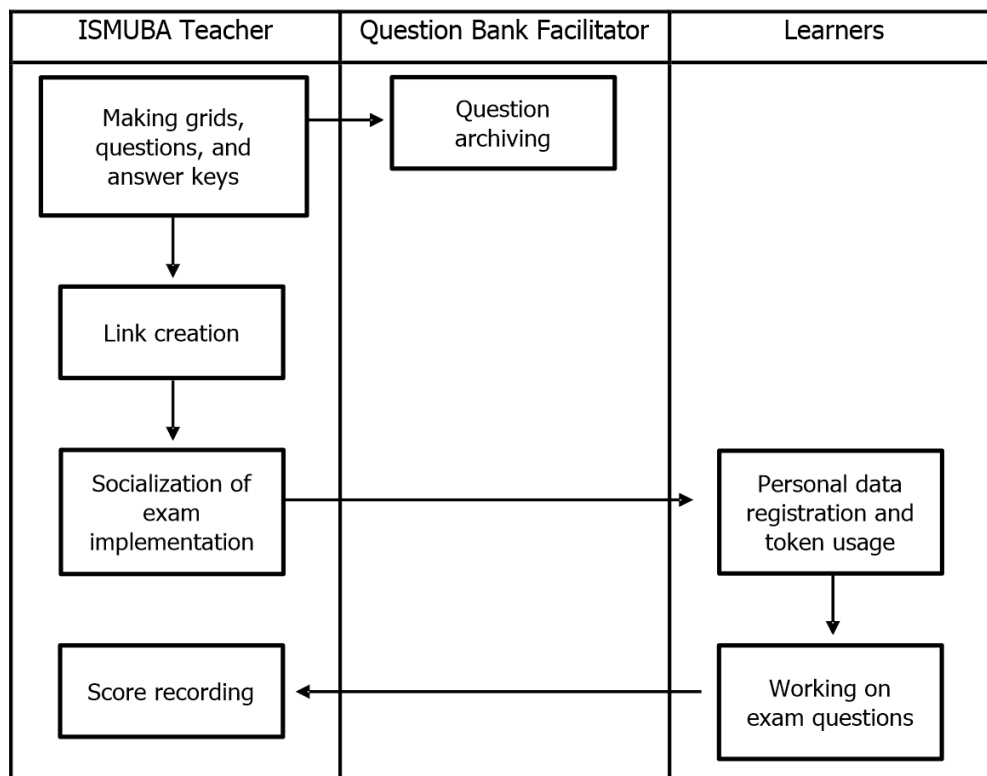 ISMUBA Teacher
Question Bank Facilitator
Learners
Making grids,
questions, and
answer keys
Question
archiving
Link creation
Socialization of
exam
implementation
Personal data
registration and
token usage
Score recording
Working on
exam questions